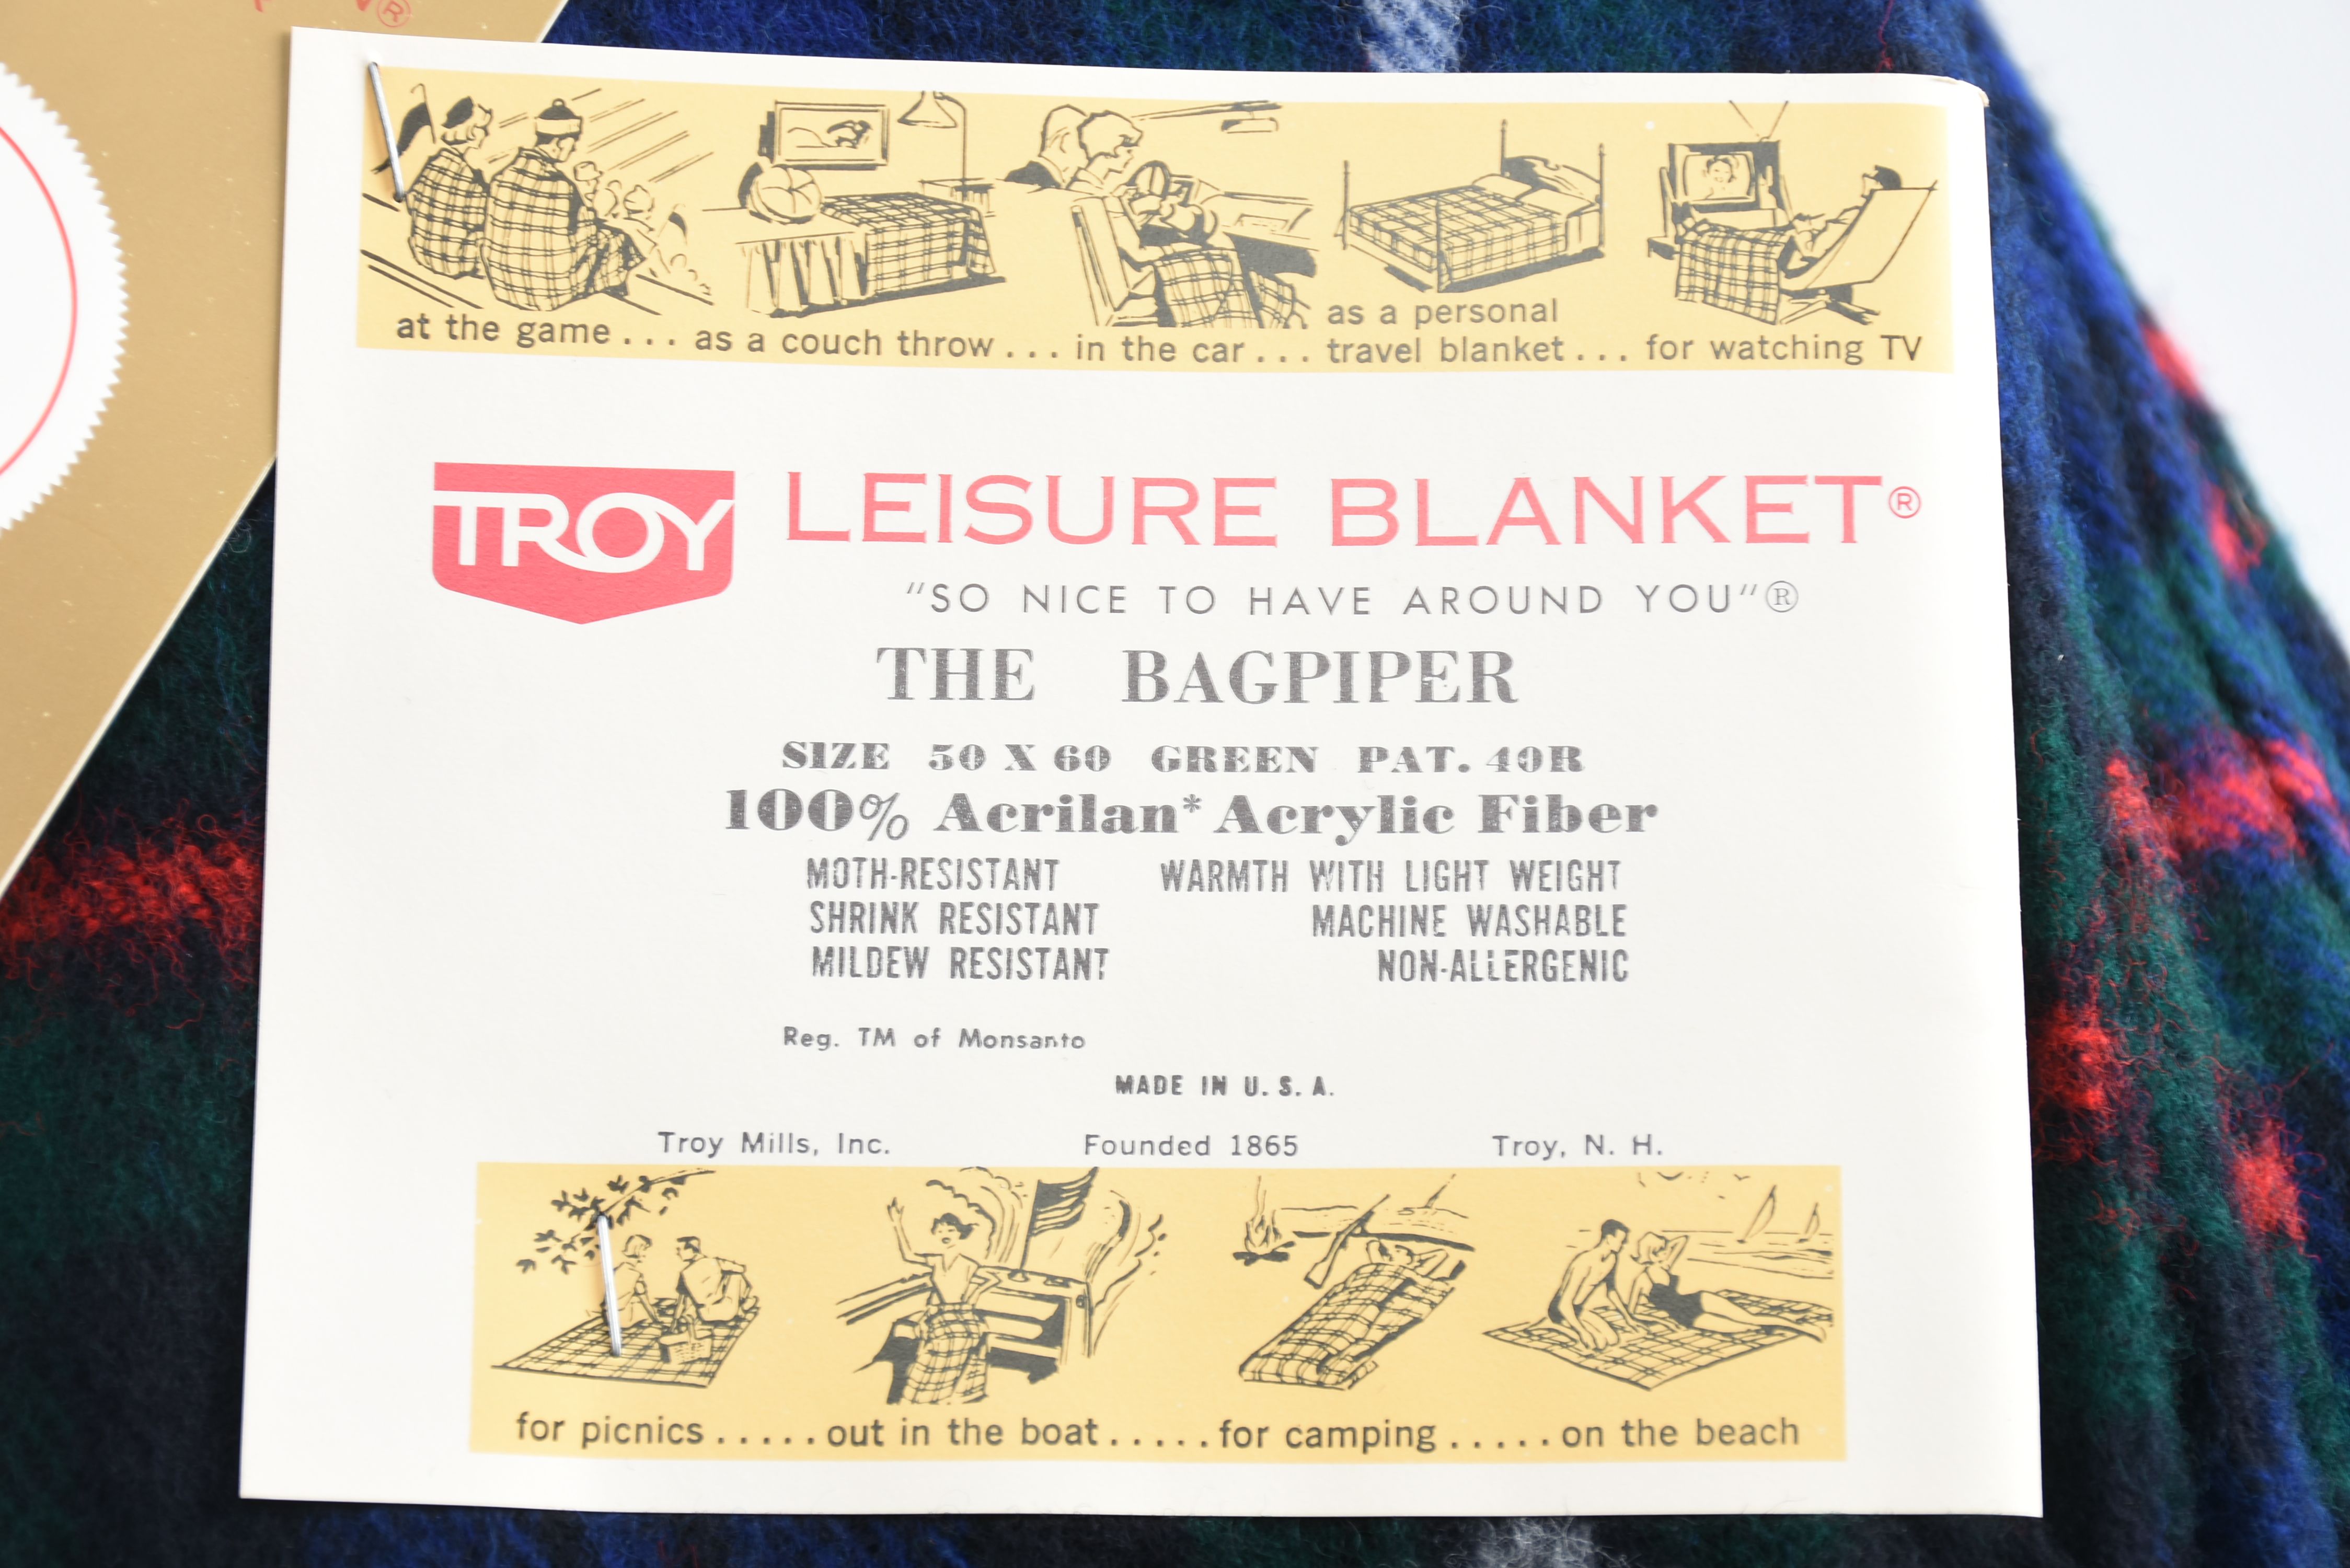 ®
at the game . . . as a couch throw . . . in the car . . . as a personal travel blanket . . . for watching TV
TROY LEISURE BLANKET®
"SO NICE TO HAVE AROUND YOU"®
THE BAGPIPER
SIZE 50 X 60 GREEN PAT. 40R
100% Acrilan* Acrylic Fiber
MOTH-RESISTANT WARMTH WITH LIGHT WEIGHT
SHRINK RESISTANT MACHINE WASHABLE
MILDEW RESISTANT NON-ALLERGENIC
Reg. TM of Monsanto
MADE IN U. S. A.
Troy Mills, Inc. Founded 1865 Troy, N. H.
for picnics . . . . . out in the boat . . . . . for camping . . . . . on the beach